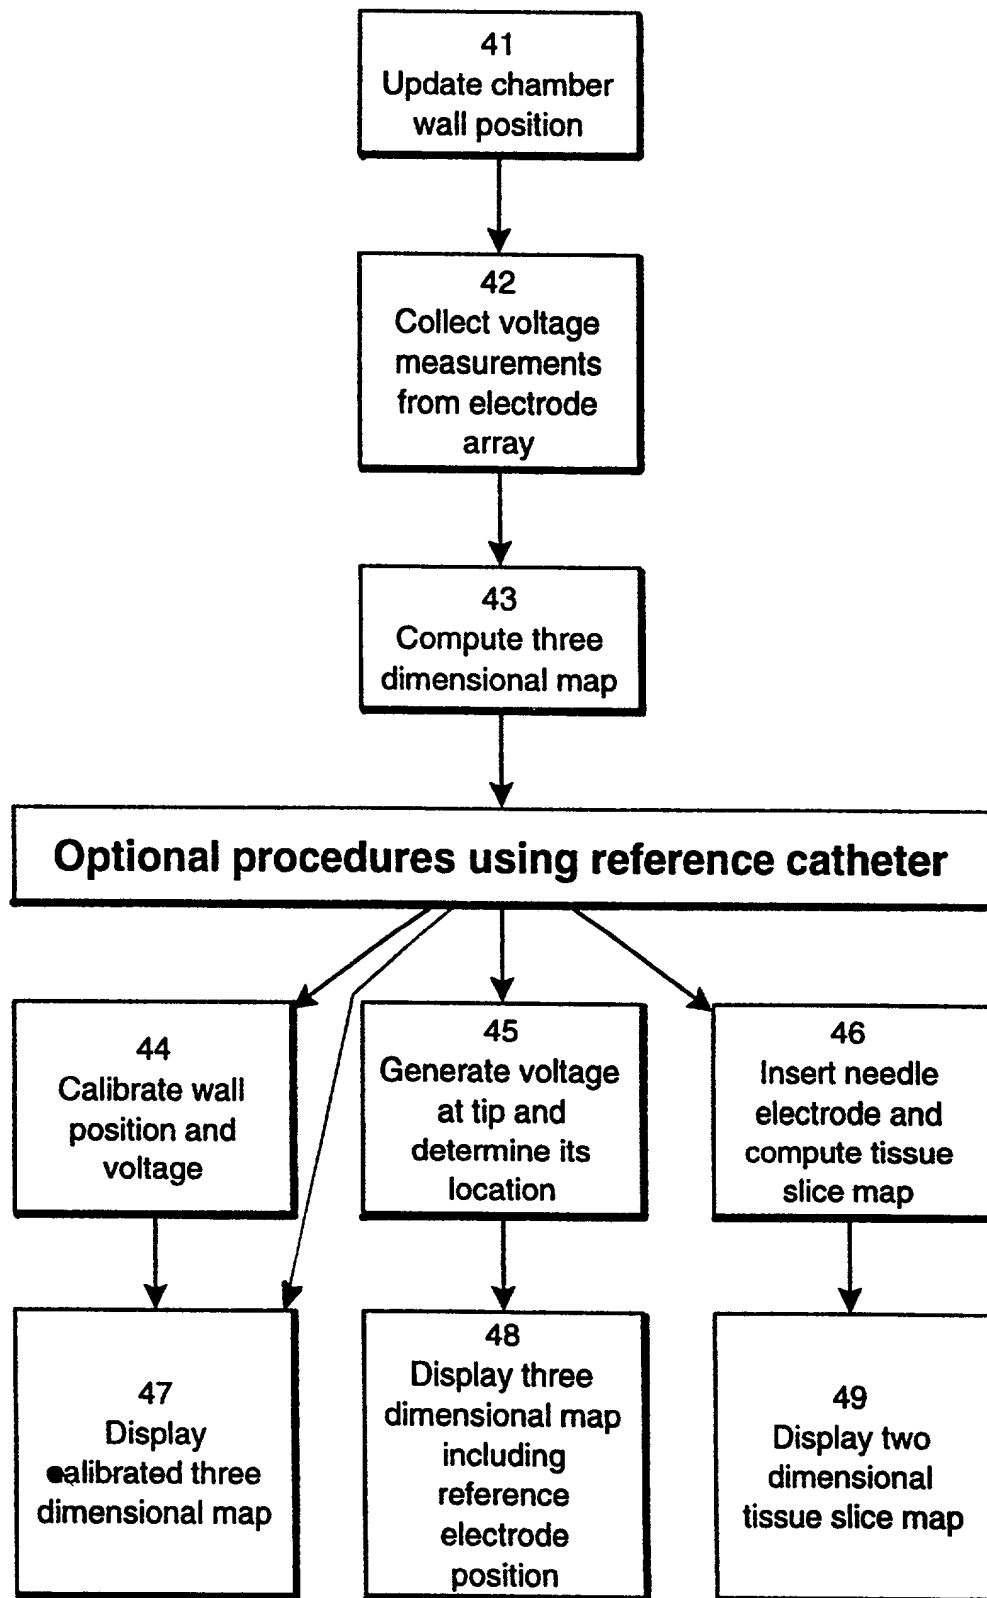 41
Update chamber
wall position
42
Collect voltage
measurements
from electrode
array
43
Compute three
dimensional map
Optional procedures using reference catheter
44
Calibrate wall
position and
voltage
45
Generate voltage
at tip and
determine its
location
46
Insert needle
electrode and
compute tissue
slice map
47
Display
calibrated three
dimensional map
48
Display three
dimensional map
including
reference
electrode
position
49
Display two
dimensional
tissue slice map